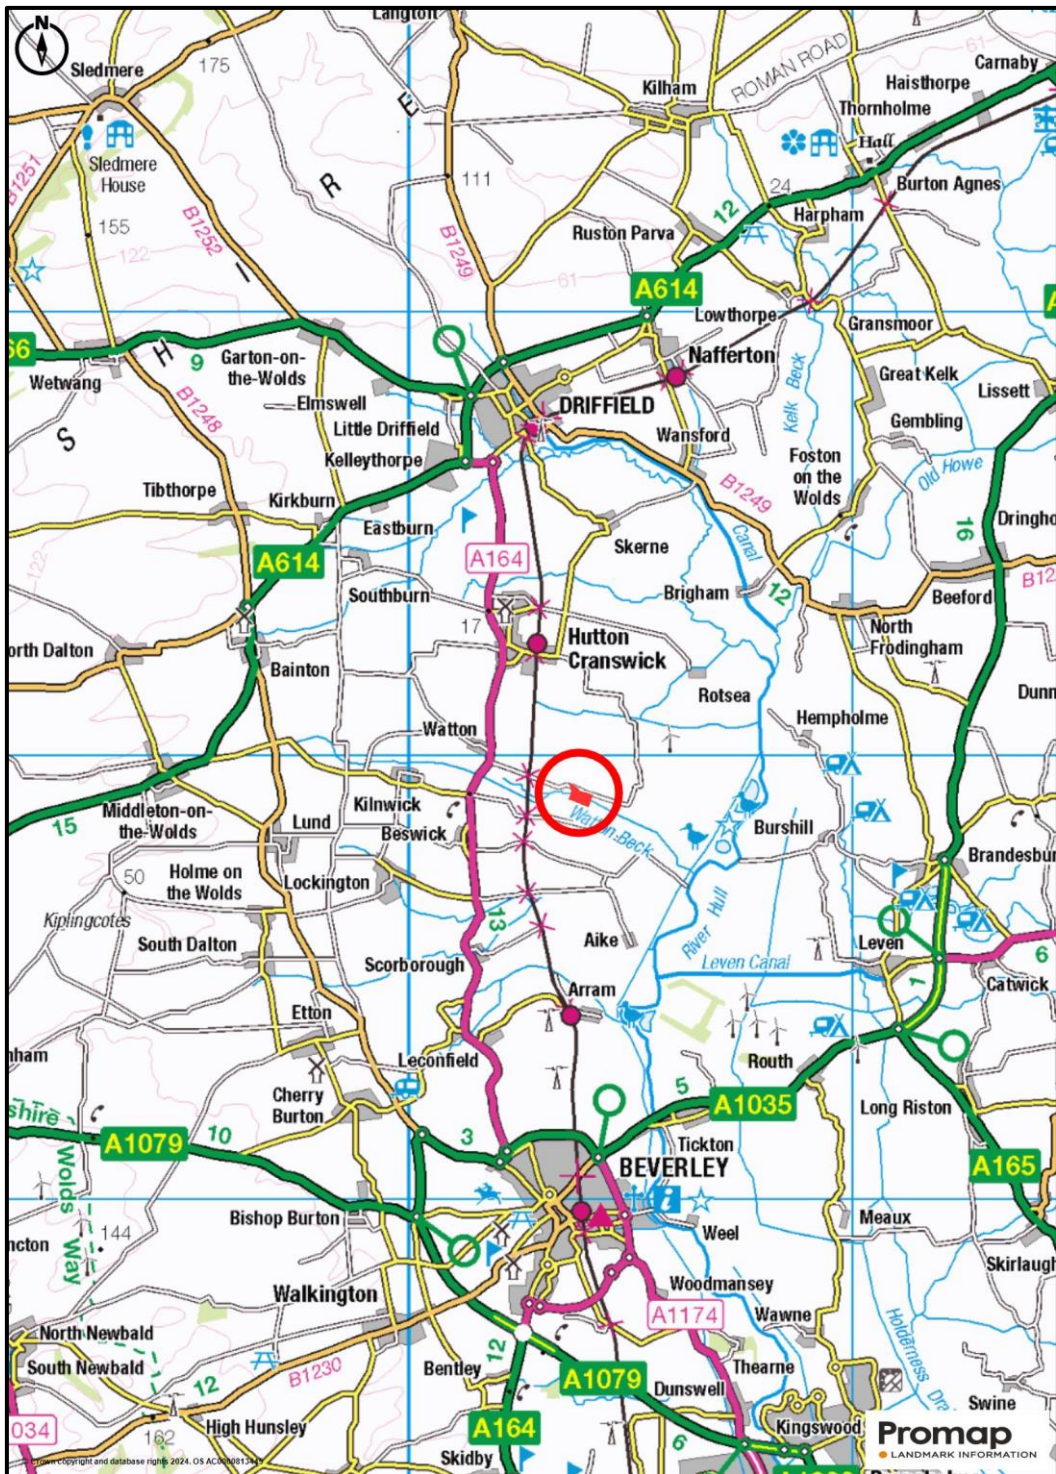 N
Langtoft
Sledmere
175
Kilham
ROMAN ROAD
61
Carnaby
Haisthorpe
Thornholme
Hall
Sledmere
House
B1251
R
E
111
24
Burton Agnes
155
B1252
B1249
12
Harpham
Ruston Parva
122
I
61
A614
Lowthorpe
Gransmoor
66
H
9
Garton-on-
the-Wolds
Nafferton
Kelk Beck
Great Kelk
Lissett
Wetwang
Elmswell
DRIFFIELD
Gembling
S
B1248
Little Driffield
Wansford
Kelleythorpe
Foston
on the
Wolds
Old Howe
Tibthorpe
Kirkburn
B1249
16
Eastburn
Canal
122
A614
A164
Skerne
12
Brigham
Beeford
Southburn
17
Hutton
Cranswick
North
Frodingham
Bainton
Rotsea
Hempholme
Watton
Middleton-on-
the-Wolds
Kilnwick
15
Lund
Beswick
Watton Beck
Burshill
Holme on
the Wolds
Lockington
50
Kiplingcotes
13
River Hull
South Dalton
Aike
Leven
6
Scorborough
Leven Canal
1
Catwick
Arram
Etton
Leconfield
Routh
Cherry
Burton
5
A1035
Long Riston
shire
A1079
10
3
Tickton
A165
BEVERLEY
Wolds
Way
Bishop Burton
Weel
Meaux
144
Walkington
Woodmansey
A1174
Wawne
North Newbald
Holderness
South Newbald
12
B1230
Bentley
12
A1079
Thearne
Dunswell
Swine
034
High Hunsley
162
A164
6
Kingswood
Skidby
Promap
LANDMARK INFORMATION